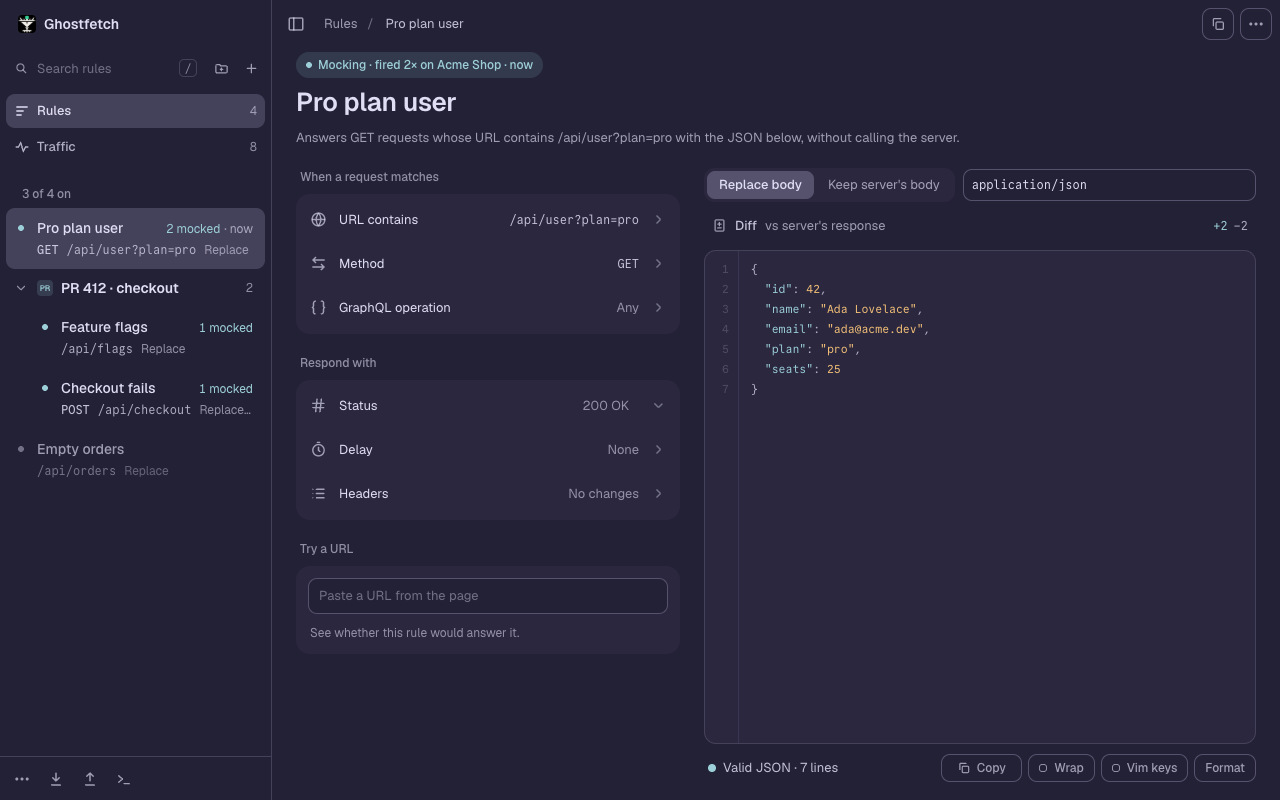 Ghostfetch
Search rules /
Rules 4
Traffic 8
3 of 4 on
Pro plan user 2 mocked · now
GET /api/user?plan=pro Replace
PR PR 412 · checkout 2
Feature flags 1 mocked
/api/flags Replace
Checkout fails 1 mocked
POST /api/checkout Replace…
Empty orders
/api/orders Replace
Rules / Pro plan user
Mocking · fired 2× on Acme Shop · now
Pro plan user
Answers GET requests whose URL contains /api/user?plan=pro with the JSON below, without calling the server.
When a request matches
URL contains /api/user?plan=pro
Method GET
GraphQL operation Any
Respond with
Status 200 OK
Delay None
Headers No changes
Try a URL
Paste a URL from the page
See whether this rule would answer it.
Replace body Keep server's body application/json
Diff vs server's response +2 −2
1 {
2 "id": 42,
3 "name": "Ada Lovelace",
4 "email": "ada@acme.dev",
5 "plan": "pro",
6 "seats": 25
7 }
Valid JSON · 7 lines Copy Wrap Vim keys Format